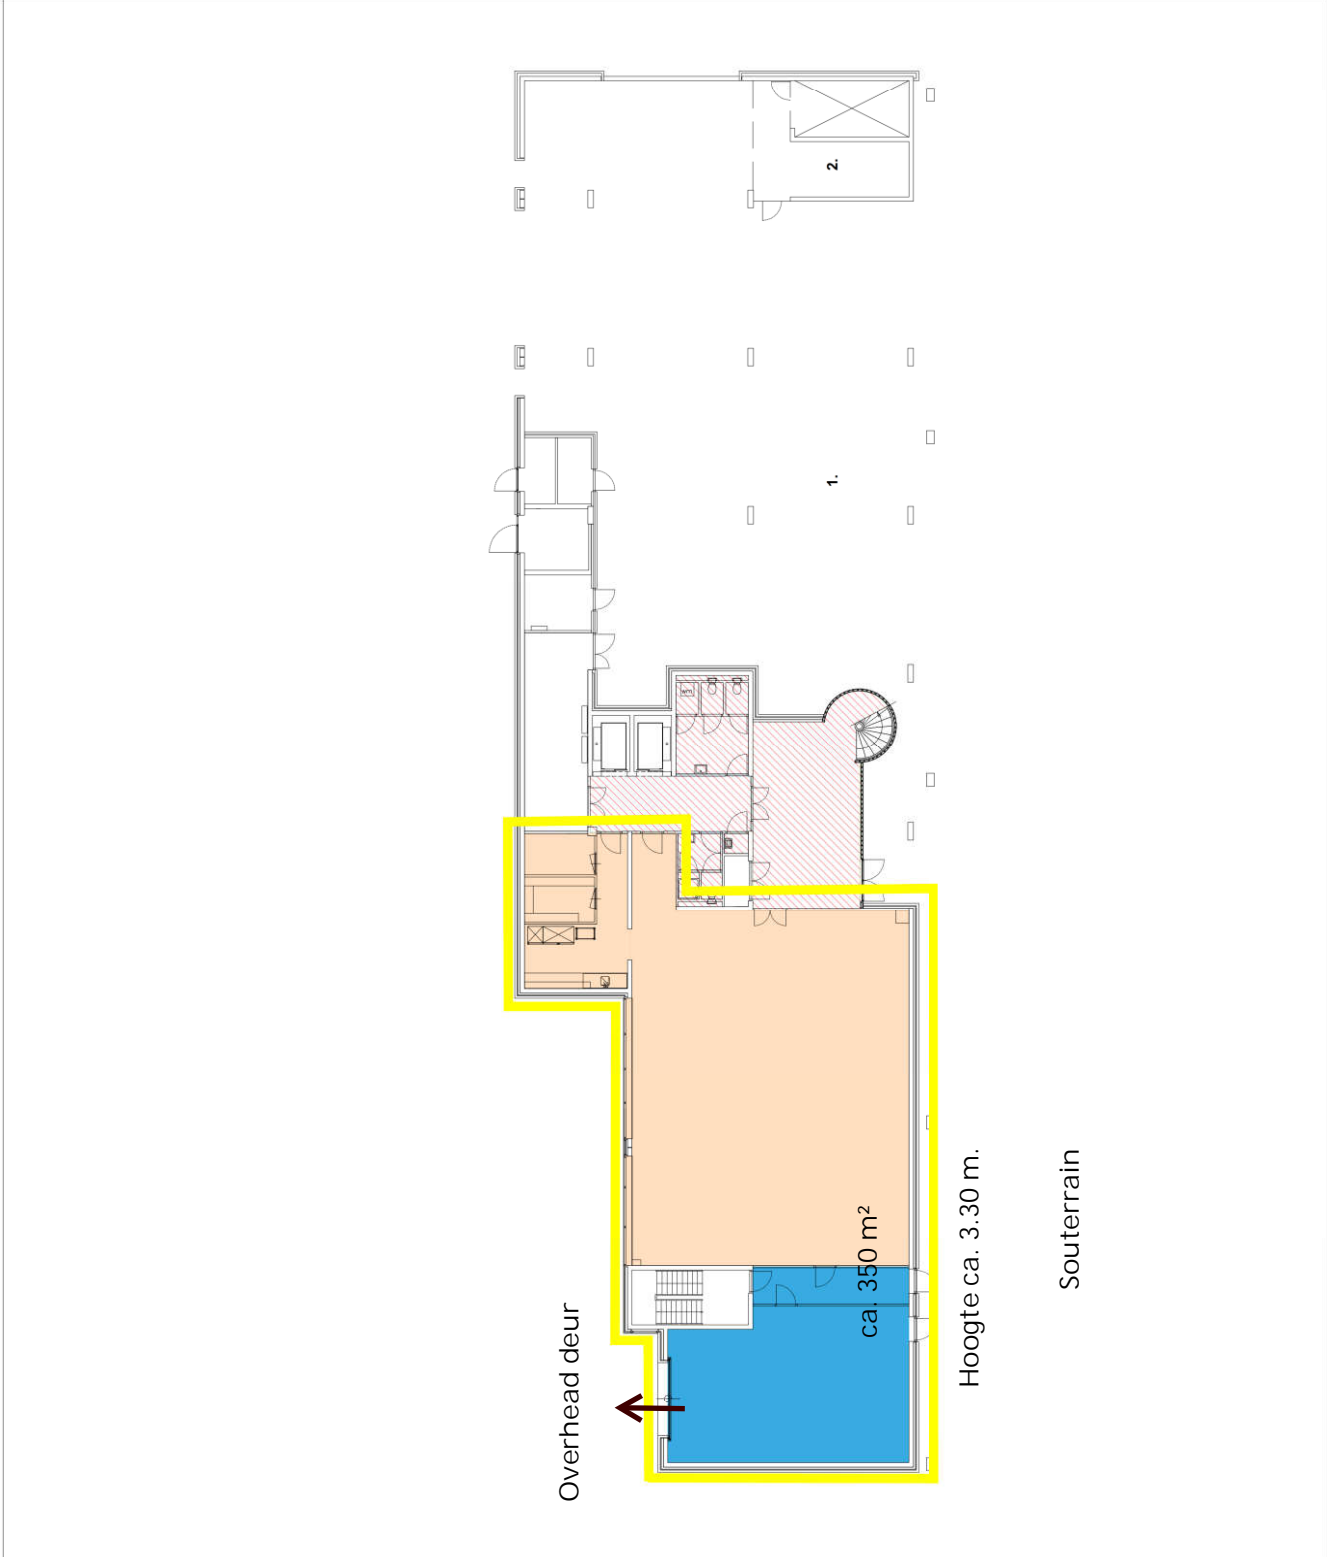 2.
1.
wm
ca. 350 m²
Overhead deur
Hoogte ca. 3.30 m.
Souterrain